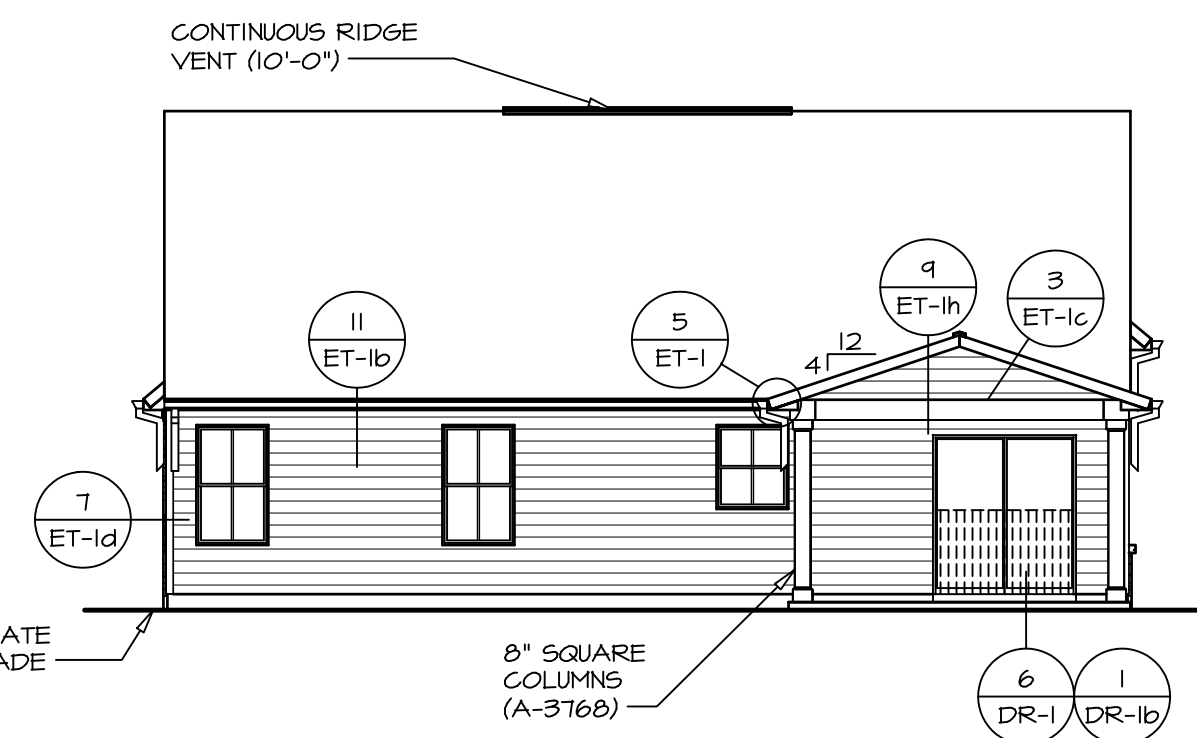 CONTINUOUS RIDGE
VENT (10'-0")
9
ET-1h
3
ET-1c
11
ET-1b
5
ET-1
12
4
7
ET-1d
ATE
ADE
8" SQUARE
COLUMNS
(A-3768)
6
DR-1
1
DR-1b